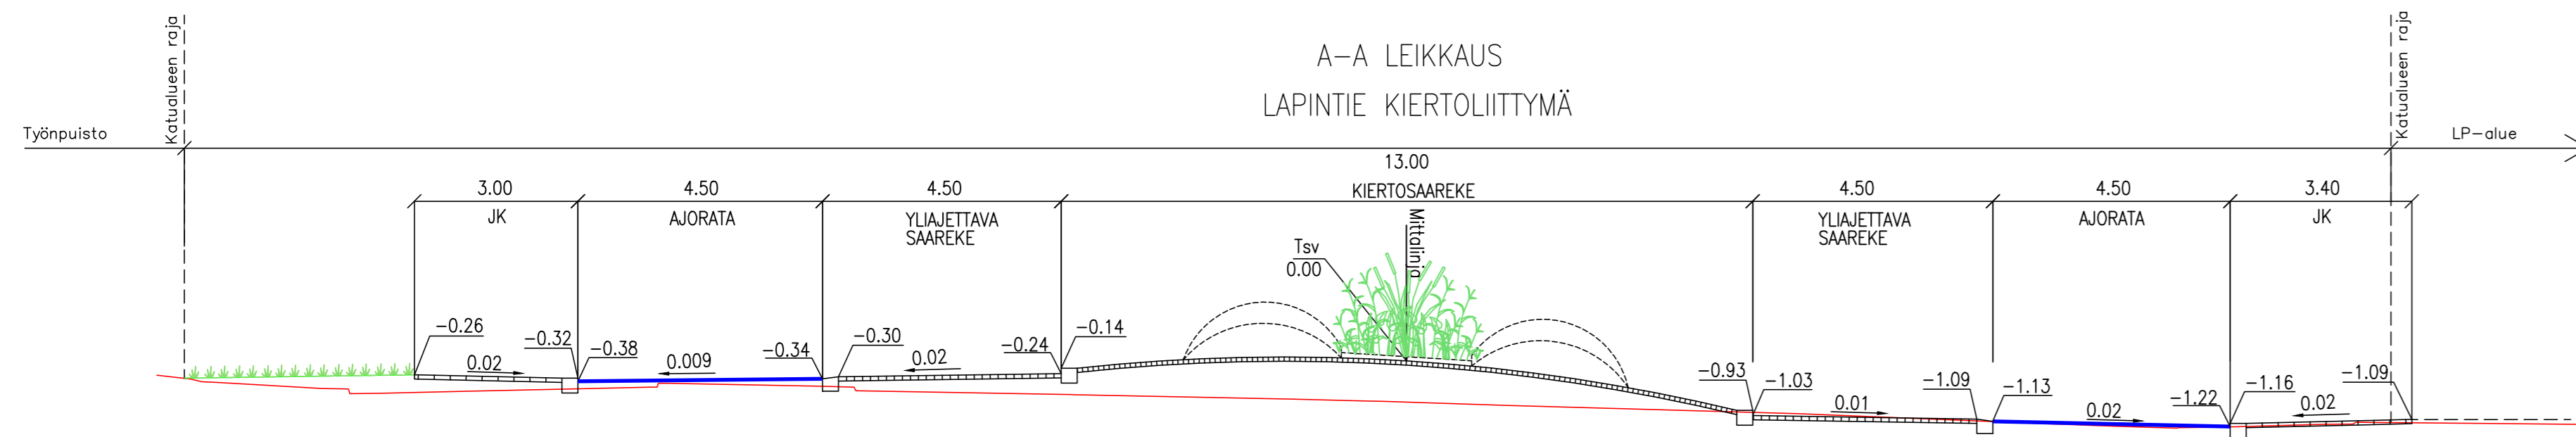 A-A LEIKKAUS
LAPINTIE KIERTOLIITTYMÄ
Työnpuisto
Katualueen raja
Katualueen raja
LP-alue
13.00
KIERTOSAAREKE
3.00
JK
4.50
AJORATA
4.50
YLIAJETTAVA
SAAREKE
4.50
YLIAJETTAVA
SAAREKE
4.50
AJORATA
3.40
JK
Mittalinja
Tsv
0.00
-0.26
0.02
-0.32
-0.38
0.009
-0.34
-0.30
0.02
-0.24
-0.14
-0.93
-1.03
0.01
-1.09
-1.13
0.02
-1.22
-1.16
0.02
-1.09